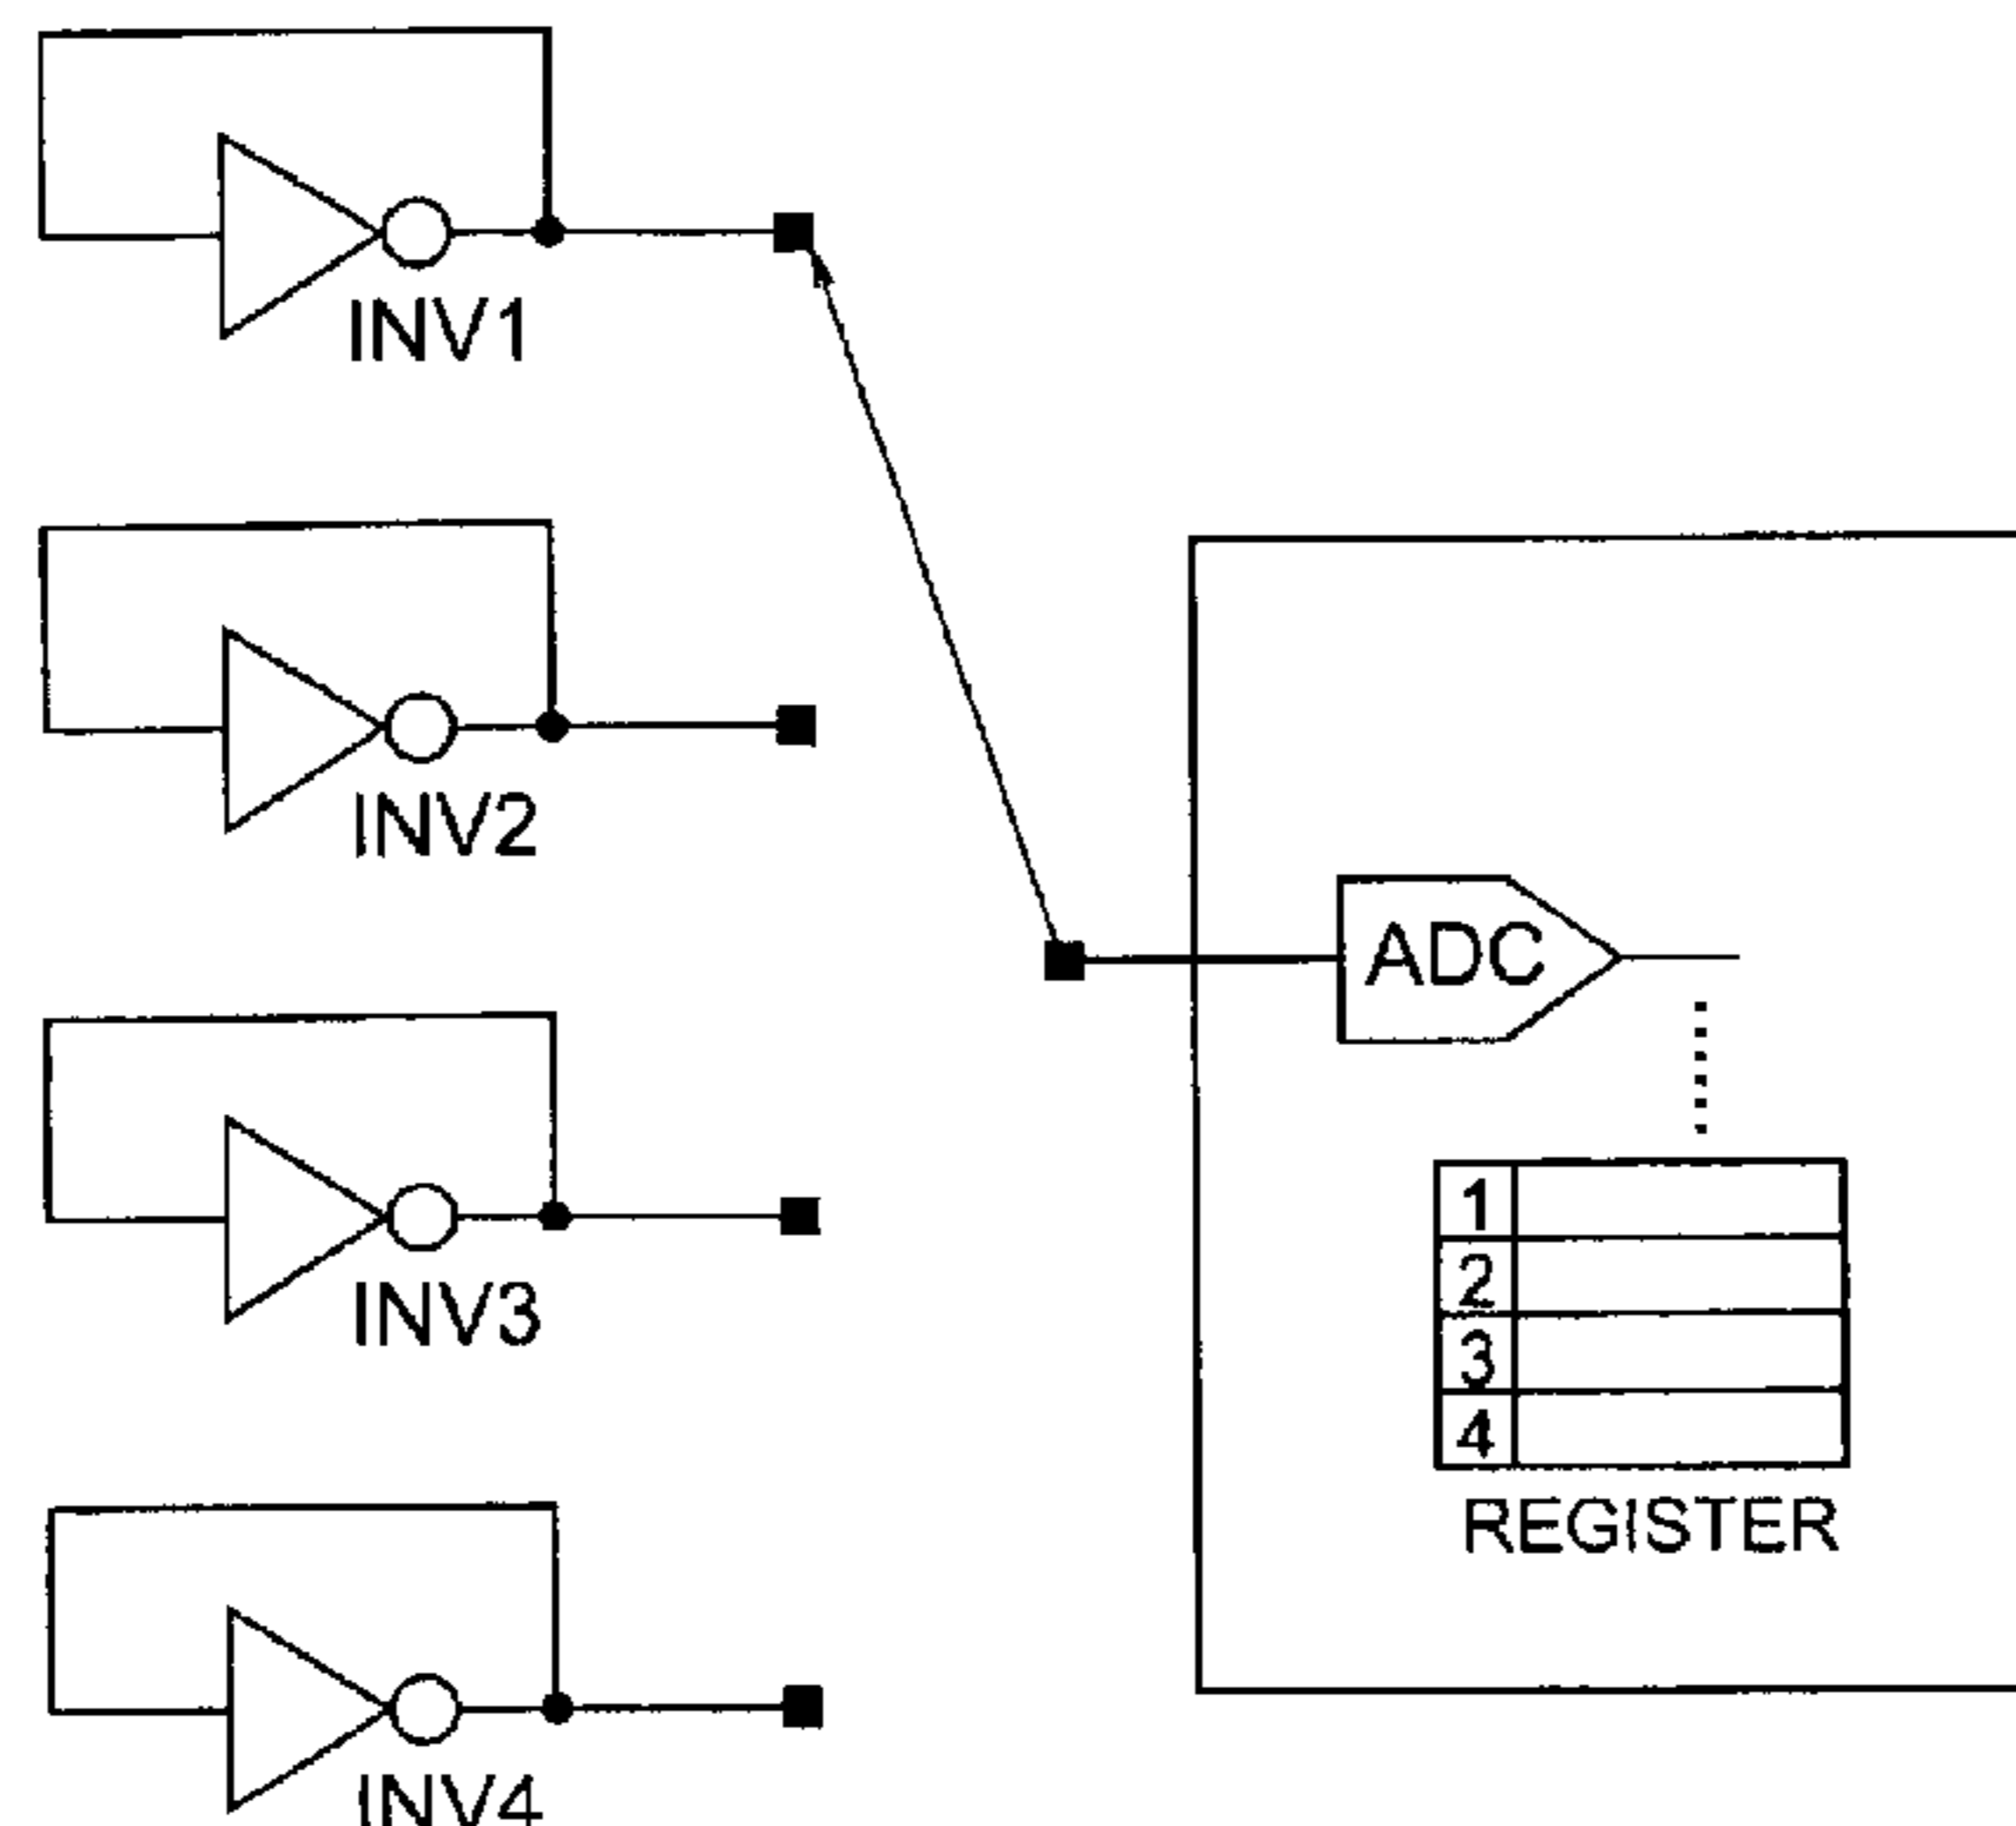 INV1
INV2
INV3
INV4
ADC
1
2
3
4
REGISTER